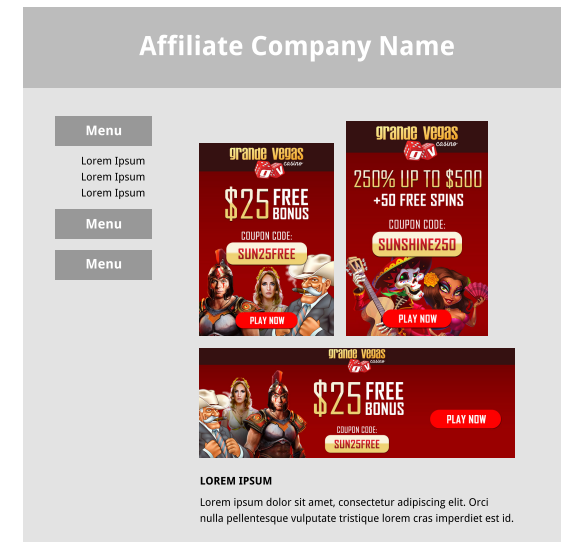 Affiliate Company Name
Menu
Lorem Ipsum
Lorem Ipsum
Lorem Ipsum
Menu
Menu
grande vegas
casino
GV
$25 FREE
BONUS
COUPON CODE:
SUN25FREE
PLAY NOW
grande vegas
casino
GV
250% UP TO $500
+50 FREE SPINS
COUPON CODE:
SUNSHINE250
PLAY NOW
grande vegas
casino
GV
$25 FREE
BONUS
COUPON CODE:
SUN25FREE
PLAY NOW
LOREM IPSUM
Lorem ipsum dolor sit amet, consectetur adipiscing elit. Orci
nulla pellentesque vulputate tristique lorem cras imperdiet est id.